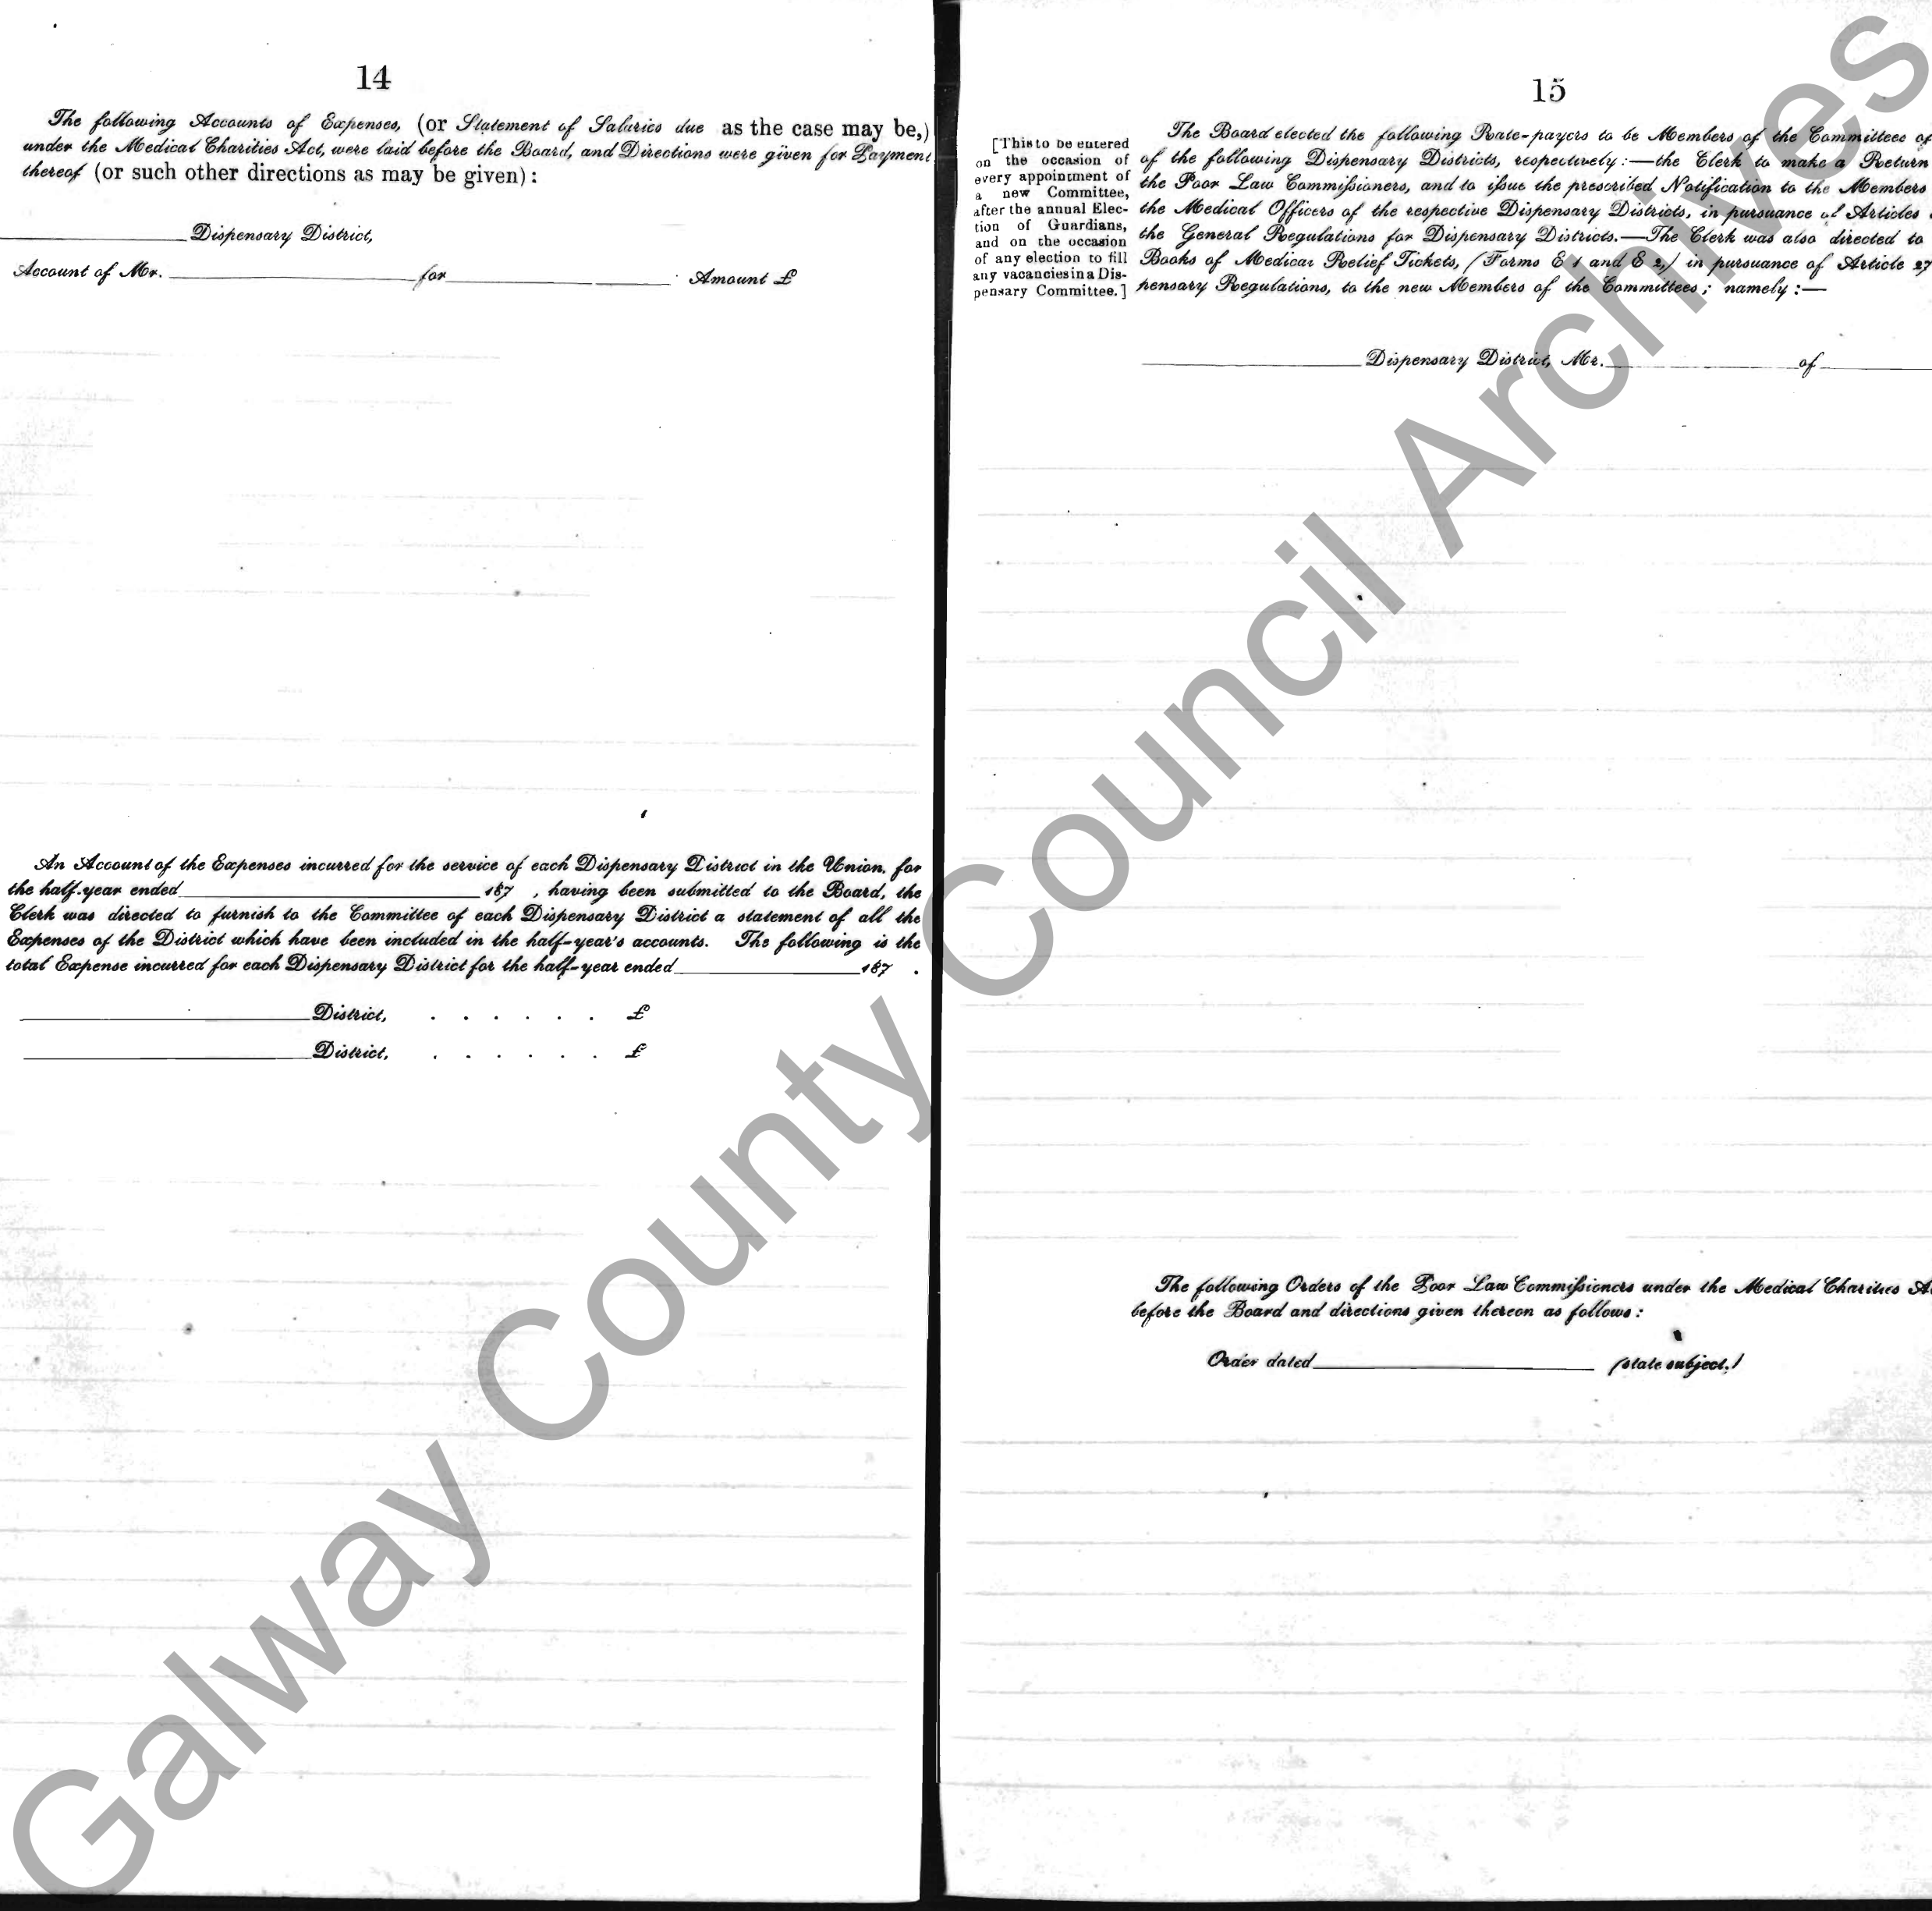 14
The following Accounts of Expenses, (or Statement of Salaries due as the case may be,)
under the Medical Charities Act, were laid before the Board, and Directions were given for Payment
thereof (or such other directions as may be given):
Dispensary District,
Account of Mr. for Amount £
An Account of the Expenses incurred for the service of each Dispensary District in the Union, for
the half-year ended 187 , having been submitted to the Board, the
Clerk was directed to furnish to the Committee of each Dispensary District a statement of all the
Expenses of the District which have been included in the half-year's accounts. The following is the
total Expense incurred for each Dispensary District for the half-year ended 187 .
District, . . . . . . £
District, . . . . . . £
15
[This to be entered
on the occasion of
every appointment of
a new Committee,
after the annual Elec-
tion of Guardians,
and on the occasion
of any election to fill
any vacancies in a Dis-
pensary Committee.]
The Board elected the following Rate-payers to be Members of the Committees of
of the following Dispensary Districts, respectively:—the Clerk to make a Return
the Poor Law Commissioners, and to issue the prescribed Notification to the Members
the Medical Officers of the respective Dispensary Districts, in pursuance of Articles
the General Regulations for Dispensary Districts.—The Clerk was also directed to
Books of Medical Relief Tickets, (Forms E 1 and E 2,) in pursuance of Article 27
pensary Regulations, to the new Members of the Committees; namely:—
Dispensary District, Mr. of
The following Orders of the Poor Law Commissioners under the Medical Charities
before the Board and directions given thereon as follows:
Order dated (state subject.)
Galway County Council Archives